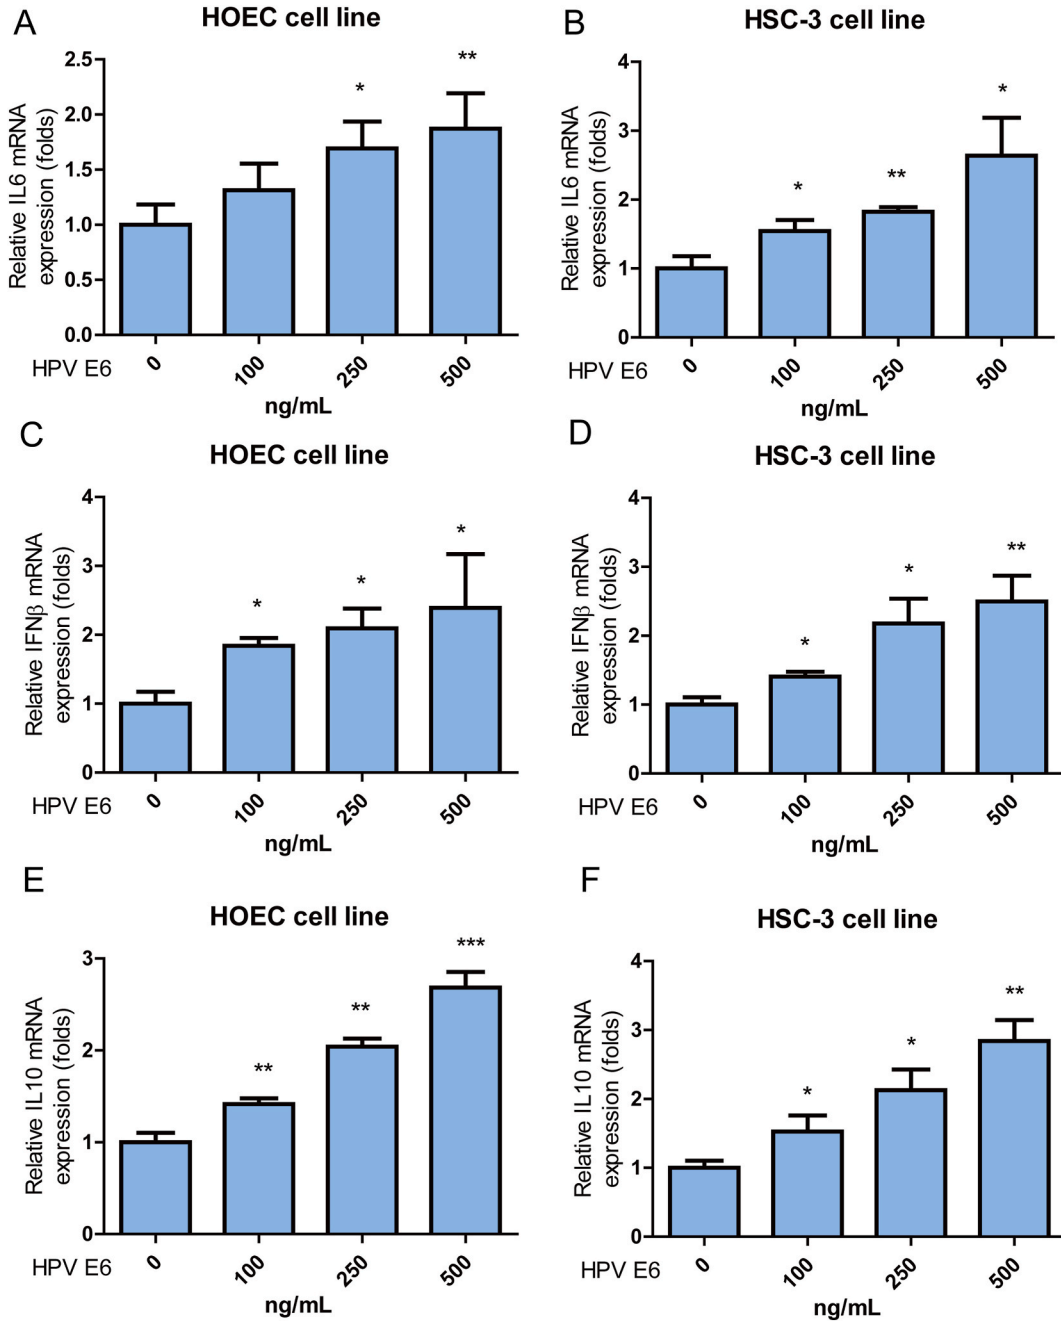 A
HOEC cell line
Relative IL6 mRNA
expression (folds)
2.5
2.0
1.5
1.0
0.5
0.0
*
**
HPV E6
0
100
250
500
ng/mL
B
HSC-3 cell line
Relative IL6 mRNA
expression (folds)
4
3
2
1
0
*
**
*
HPV E6
0
100
250
500
ng/mL
C
HOEC cell line
Relative IFNβ mRNA
expression (folds)
4
3
2
1
0
*
*
*
HPV E6
0
100
250
500
ng/mL
D
HSC-3 cell line
Relative IFNβ mRNA
expression (folds)
4
3
2
1
0
*
*
**
HPV E6
0
100
250
500
ng/mL
E
HOEC cell line
Relative IL10 mRNA
expression (folds)
3
2
1
0
**
**
***
HPV E6
0
100
250
500
ng/mL
F
HSC-3 cell line
Relative IL10 mRNA
expression (folds)
4
3
2
1
0
*
*
**
HPV E6
0
100
250
500
ng/mL